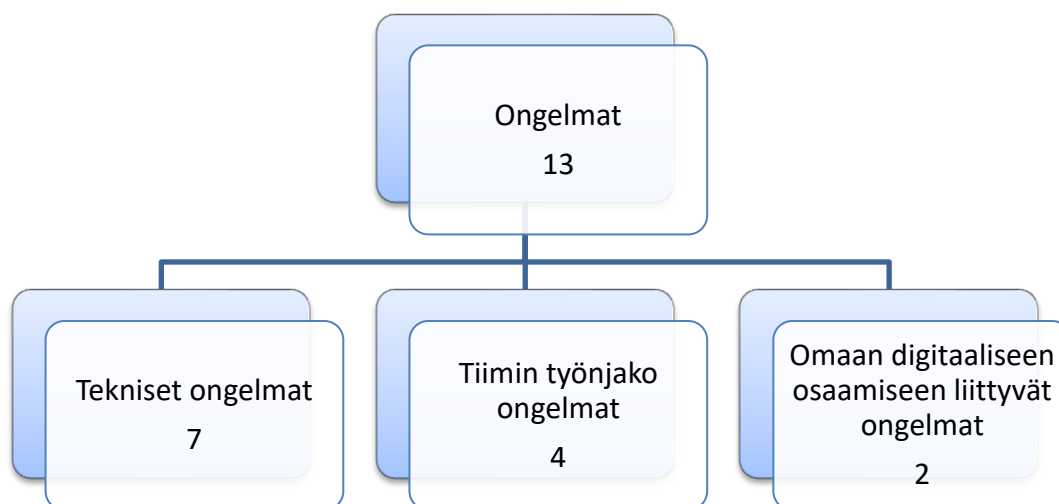 Ongelmat
13
Tekniset ongelmat
7
Tiimin työnjako
ongelmat
4
Omaan digitaaliseen
osaamiseen liittyvät
ongelmat
2